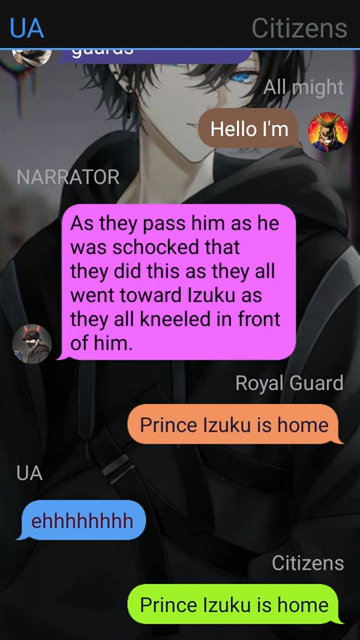 UA Citizens
guards
All might
Hello I'm
NARRATOR
As they pass him as he
was schocked that
they did this as they all
went toward Izuku as
they all kneeled in front
of him.
Royal Guard
Prince Izuku is home
UA
ehhhhhhhh
Citizens
Prince Izuku is home